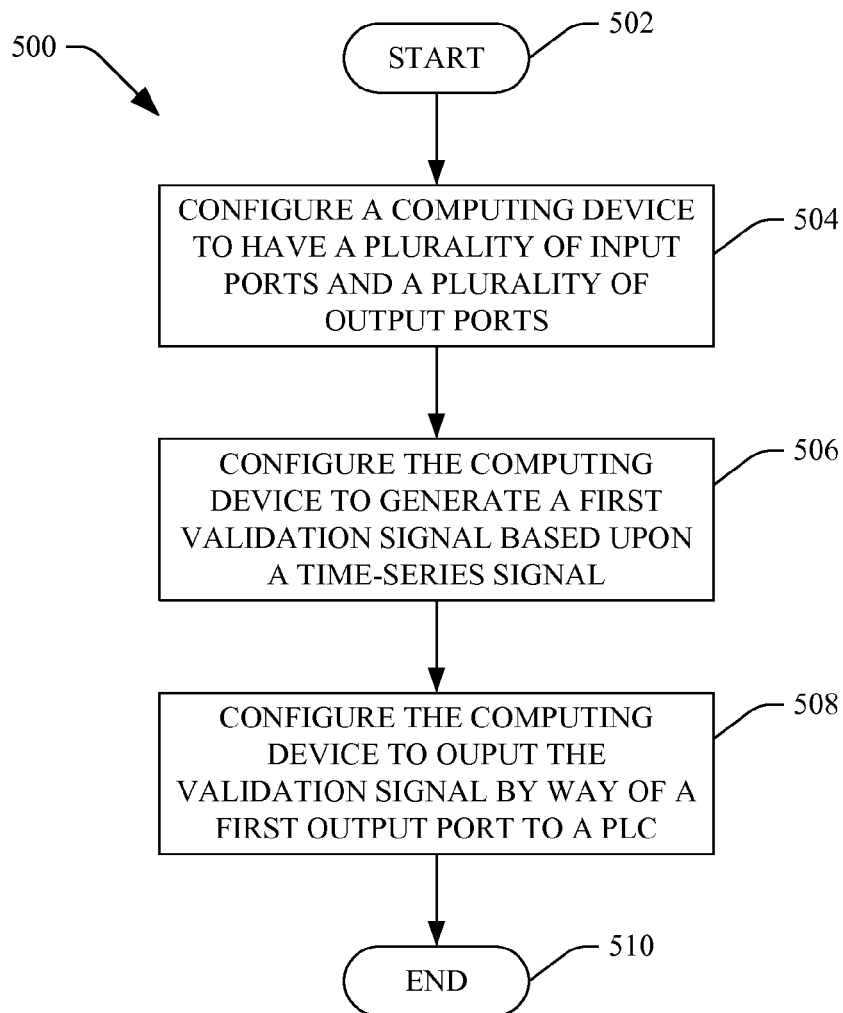 500
START
502
CONFIGURE A COMPUTING DEVICE
TO HAVE A PLURALITY OF INPUT
PORTS AND A PLURALITY OF
OUTPUT PORTS
504
CONFIGURE THE COMPUTING
DEVICE TO GENERATE A FIRST
VALIDATION SIGNAL BASED UPON
A TIME-SERIES SIGNAL
506
CONFIGURE THE COMPUTING
DEVICE TO OUPUT THE
VALIDATION SIGNAL BY WAY OF A
FIRST OUTPUT PORT TO A PLC
508
END
510